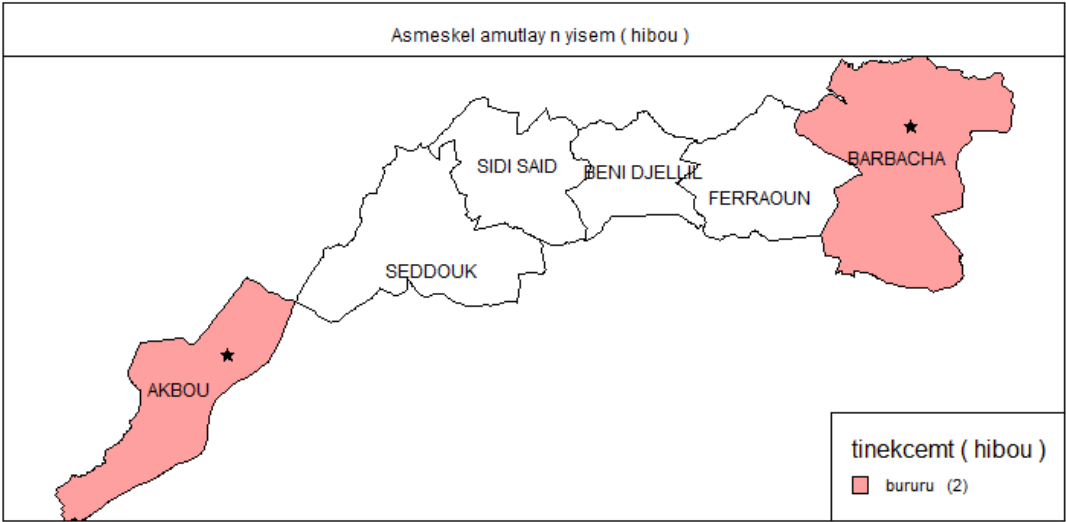 Asmeskel amutlay n yisem ( hibou )
BARBACHA
SIDI SAID
BENI DJELLIL
FERRAOUN
SEDDOUK
AKBOU
tinekcemt ( hibou )
bururu (2)